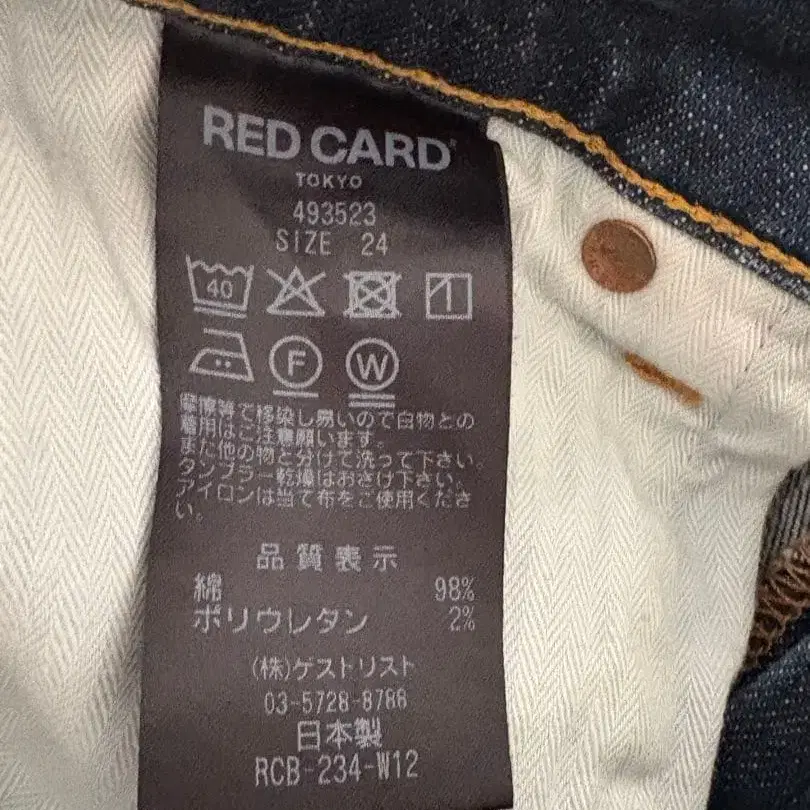 RED CARD
TOKYO
493523
SIZE 24
40
F W
摩擦等で移染し易いので白物との
着用はご注意願います。
また他の物と分けて洗って下さい。
タンブラー乾燥はおさけ下さい。
アイロンは当て布をご使用くださ
い。
品質表示
綿 98%
ポリウレタン 2%
(株)ゲストリスト
03-5728-8788
日本製
RCB-234-W12